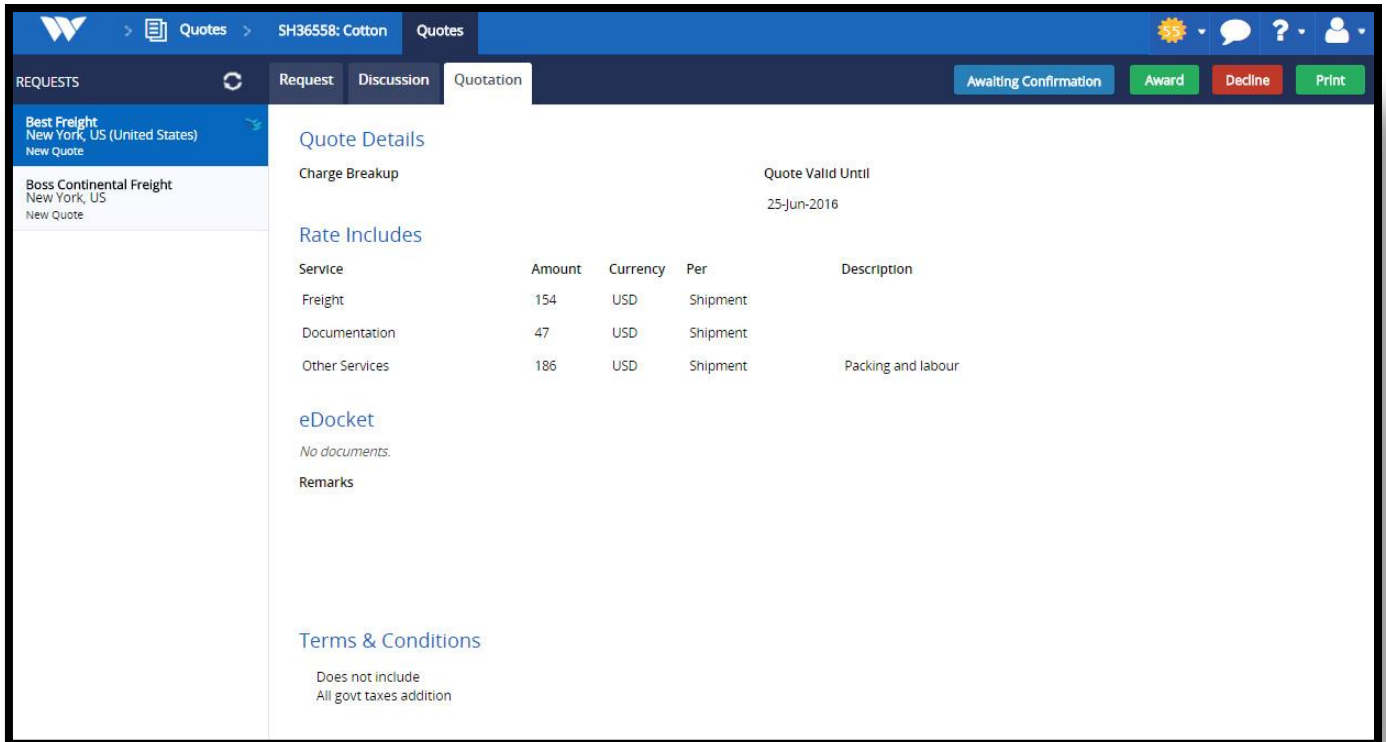 Quotes > SH36558: Cotton Quotes 55 ?
REQUESTS Request Discussion Quotation Awaiting Confirmation Award Decline Print
Best Freight
New York, US (United States)
New Quote
Boss Continental Freight
New York, US
New Quote
Quote Details
Charge Breakup Quote Valid Until
25-Jun-2016
Rate Includes
Service Amount Currency Per Description
Freight 154 USD Shipment
Documentation 47 USD Shipment
Other Services 186 USD Shipment Packing and labour
eDocket
No documents.
Remarks
Terms & Conditions
Does not include
All govt taxes addition